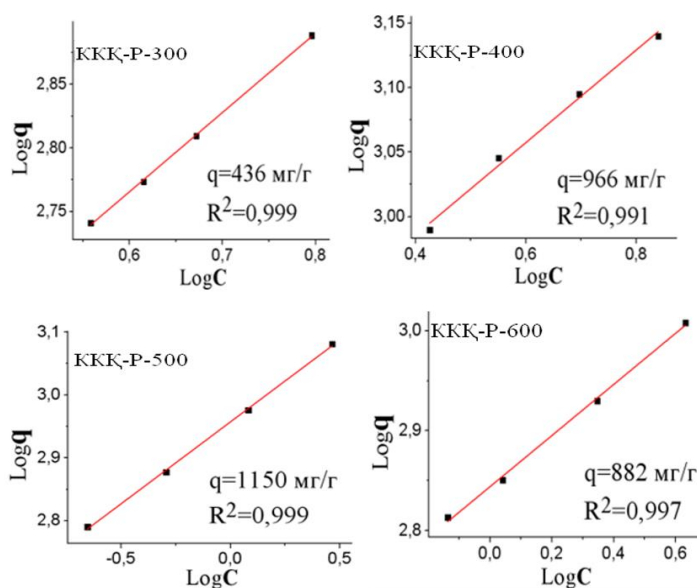 ККҚ-Р-300
2,85
2,80
2,75
Logq
q=436 мг/г
R²=0,999
0,6 0,7 0,8
LogC
3,15
ККҚ-Р-400
3,10
3,05
3,00
Logq
q=966 мг/г
R²=0,991
0,4 0,6 0,8
LogC
3,1
ККҚ-Р-500
3,0
2,9
2,8
Logq
q=1150 мг/г
R²=0,999
-0,5 0,0 0,5
LogC
3,0
ККҚ-Р-600
2,9
2,8
Logq
q=882 мг/г
R²=0,997
0,0 0,2 0,4 0,6
LogC